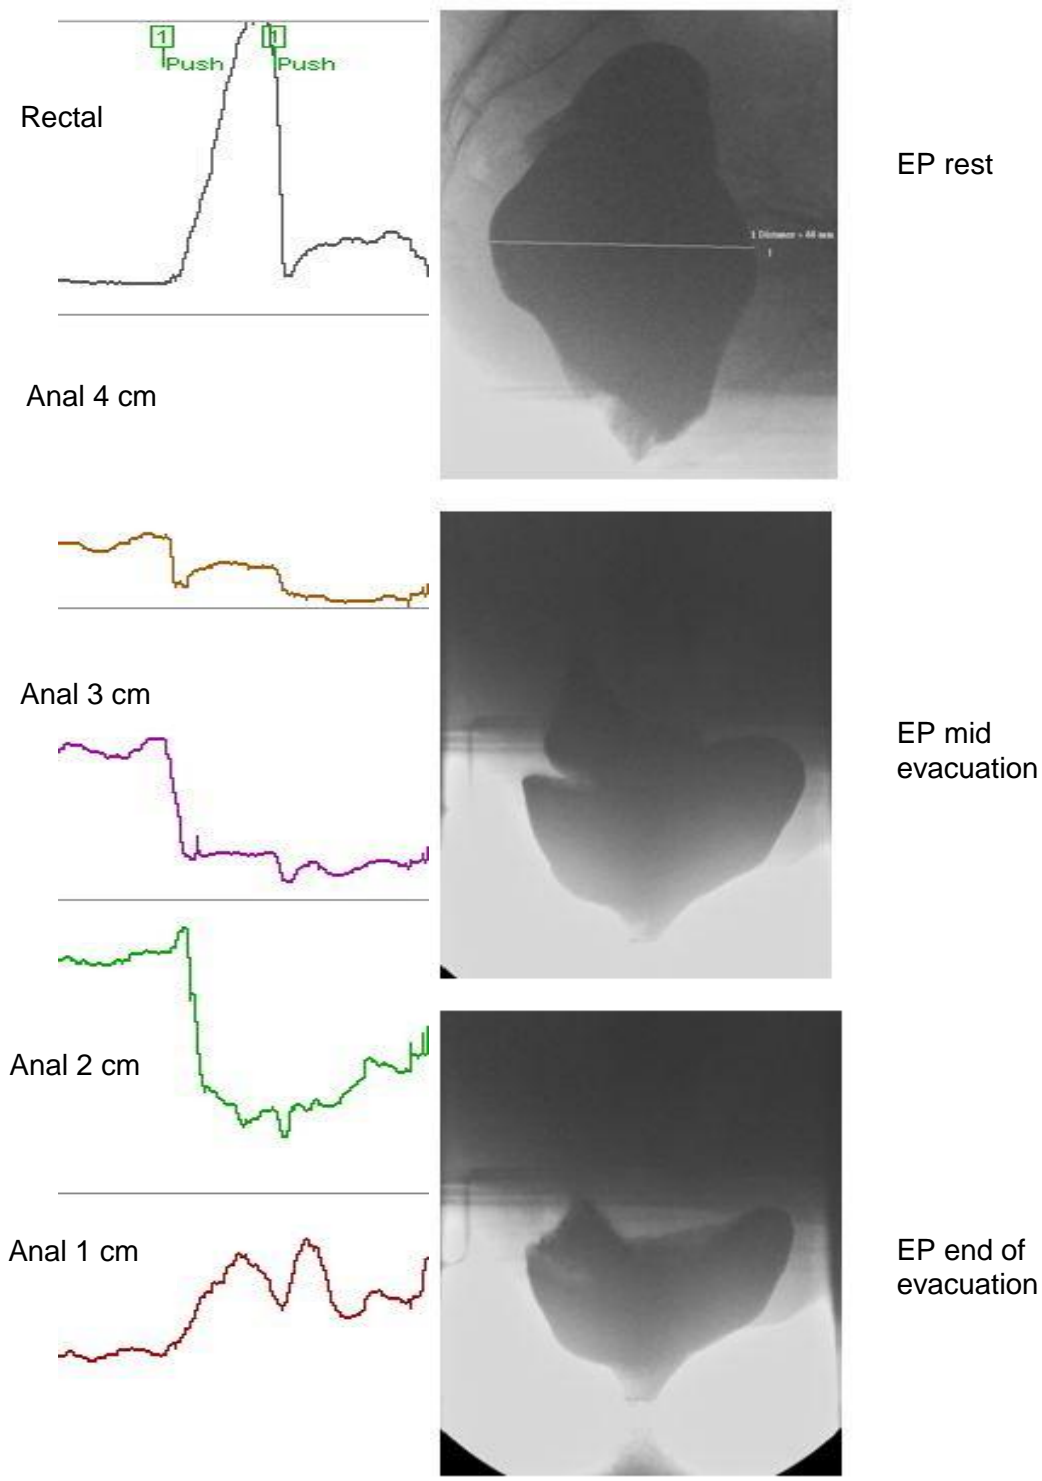 1
1
Push
Push
Rectal
EP rest
Anal 4 cm
Anal 3 cm
EP mid
evacuation
Anal 2 cm
Anal 1 cm
EP end of
evacuation